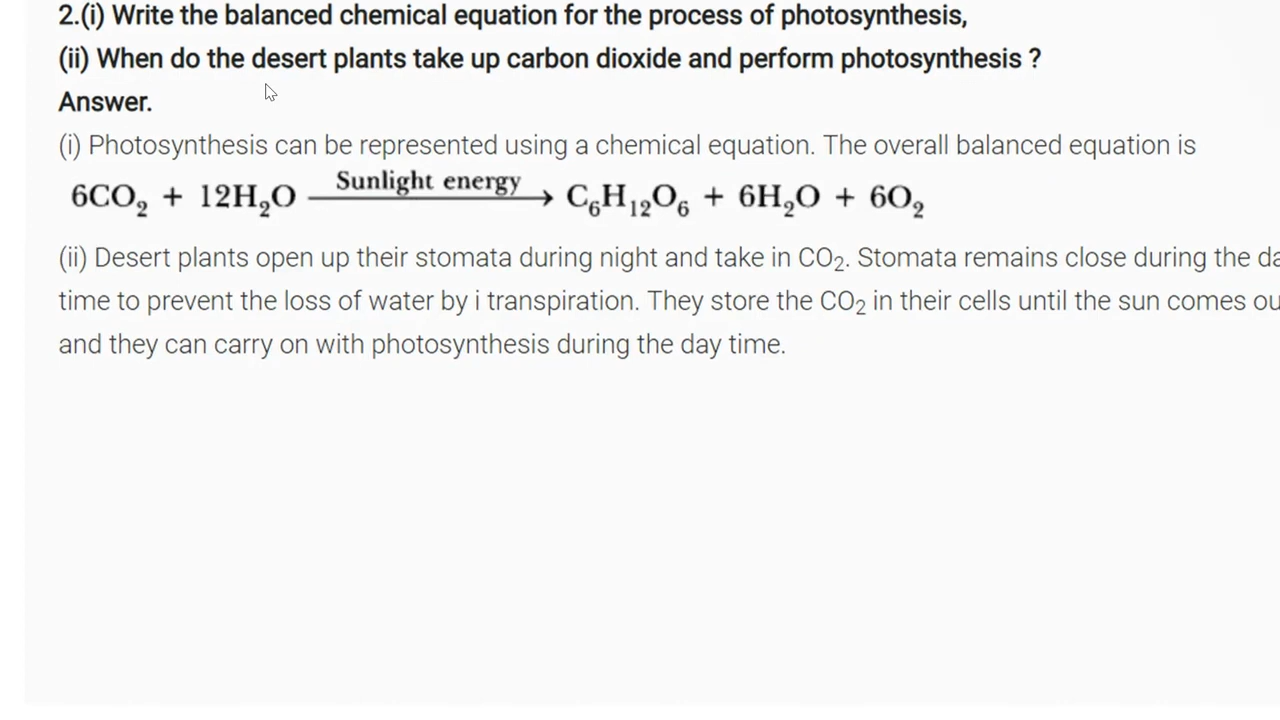 2.(i) Write the balanced chemical equation for the process of photosynthesis,
(ii) When do the desert plants take up carbon dioxide and perform photosynthesis ?
Answer.
(i) Photosynthesis can be represented using a chemical equation. The overall balanced equation is
6CO₂ + 12H₂O Sunlight energy → C₆H₁₂O₆ + 6H₂O + 6O₂
(ii) Desert plants open up their stomata during night and take in CO₂. Stomata remains close during the
time to prevent the loss of water by i transpiration. They store the CO₂ in their cells until the sun comes
and they can carry on with photosynthesis during the day time.